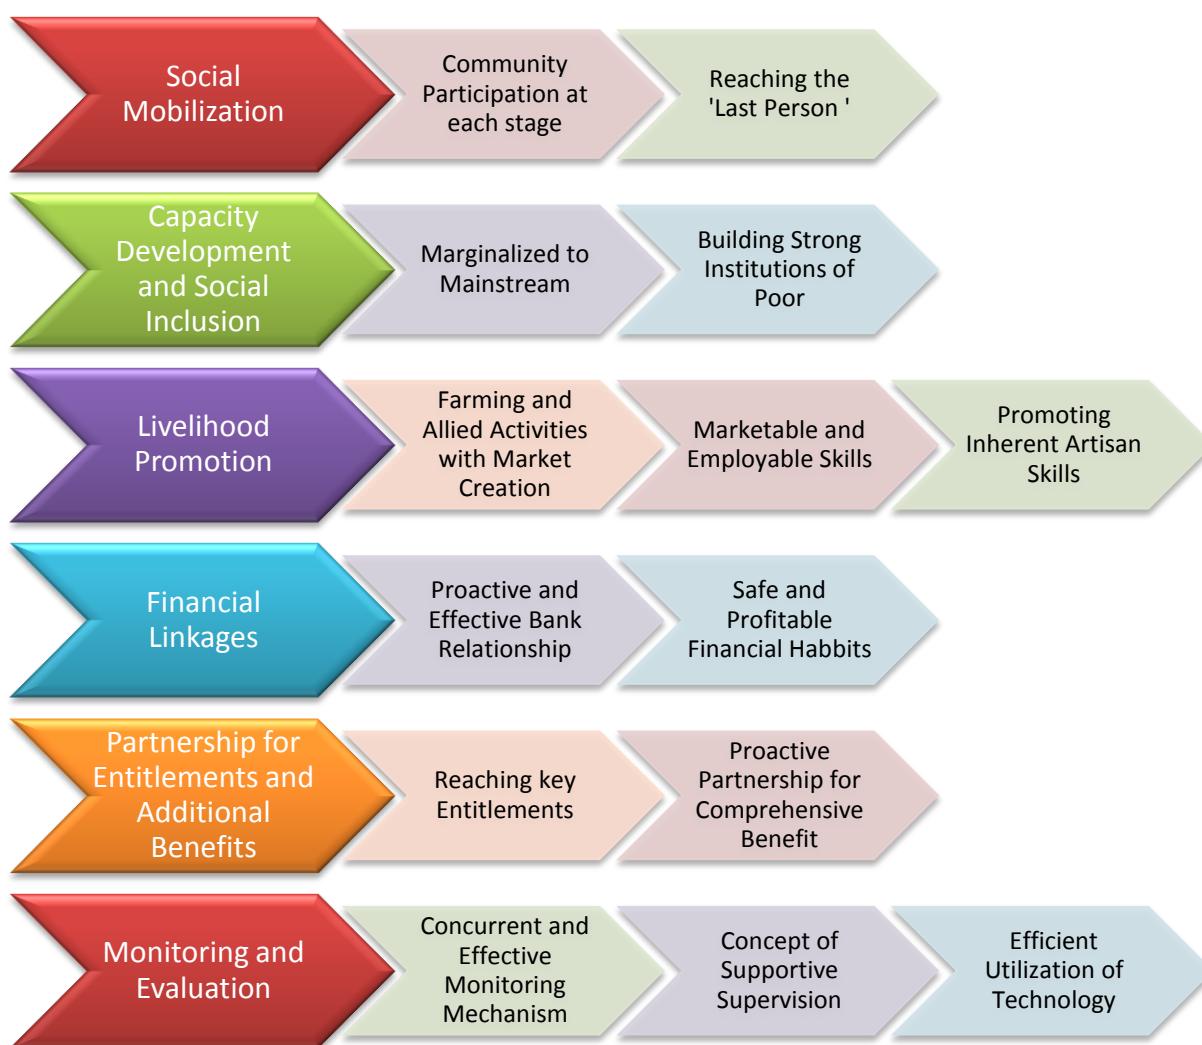 Social
Mobilization
Community
Participation at
each stage
Reaching the
'Last Person '
Capacity
Development
and Social
Inclusion
Marginalized to
Mainstream
Building Strong
Institutions of
Poor
Livelihood
Promotion
Farming and
Allied Activities
with Market
Creation
Marketable and
Employable Skills
Promoting
Inherent Artisan
Skills
Financial
Linkages
Proactive and
Effective Bank
Relationship
Safe and
Profitable
Financial Habbits
Partnership for
Entitlements and
Additional
Benefits
Reaching key
Entitlements
Proactive
Partnership for
Comprehensive
Benefit
Monitoring and
Evaluation
Concurrent and
Effective
Monitoring
Mechanism
Concept of
Supportive
Supervision
Efficient
Utilization of
Technology